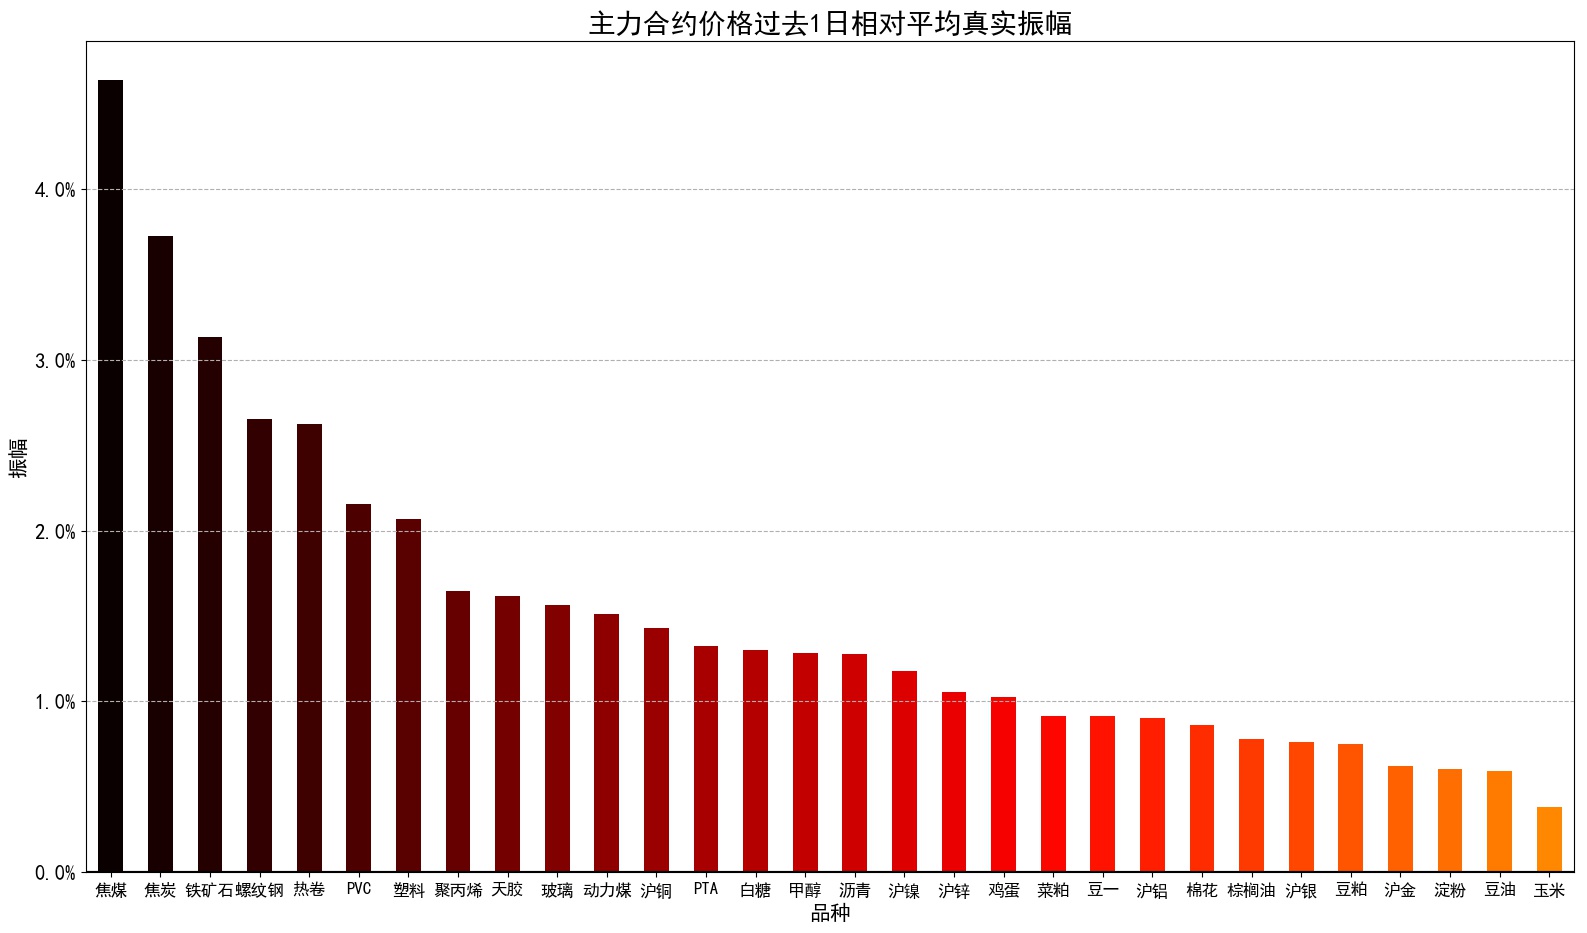 主力合约价格过去1日相对平均真实振幅
振幅
4.0%
3.0%
2.0%
1.0%
0.0%
焦煤 焦炭 铁矿石 螺纹钢 热卷 PVC 塑料 聚丙烯 天胶 玻璃 动力煤 沪铜 PTA 白糖 甲醇 沥青 沪镍 沪锌 鸡蛋 菜粕 豆一 沪铝 棉花 棕榈油 沪银 豆粕 沪金 淀粉 豆油 玉米
品种